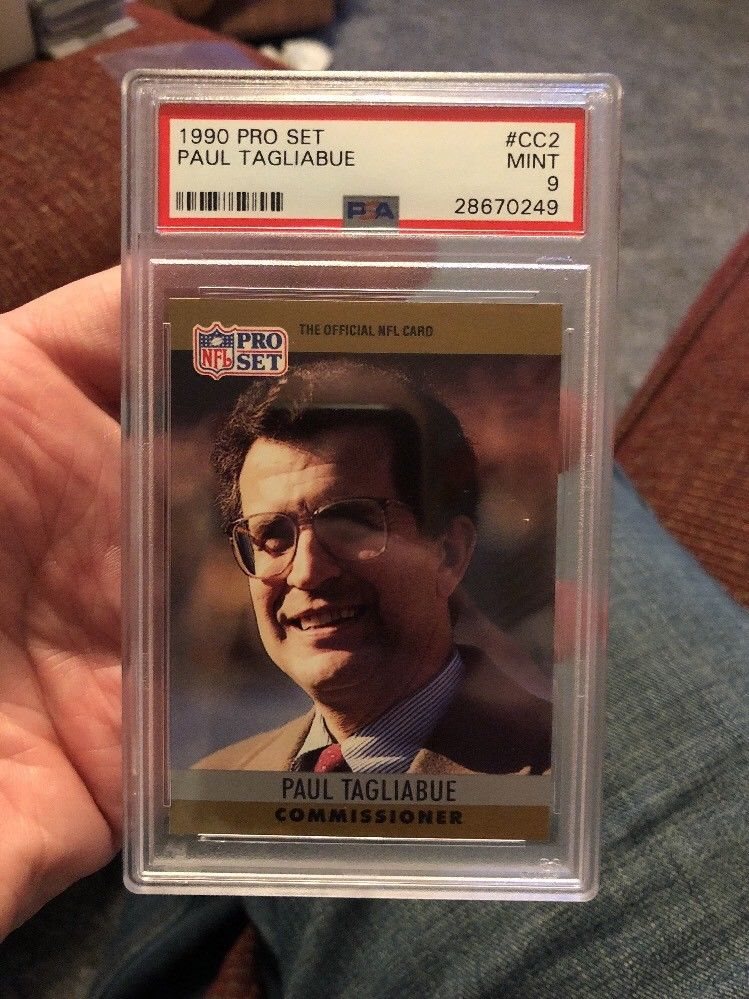 1990 PRO SET #CC2
PAUL TAGLIABUE MINT
9
PSA 28670249
NFL PRO SET THE OFFICIAL NFL CARD
PAUL TAGLIABUE
COMMISSIONER